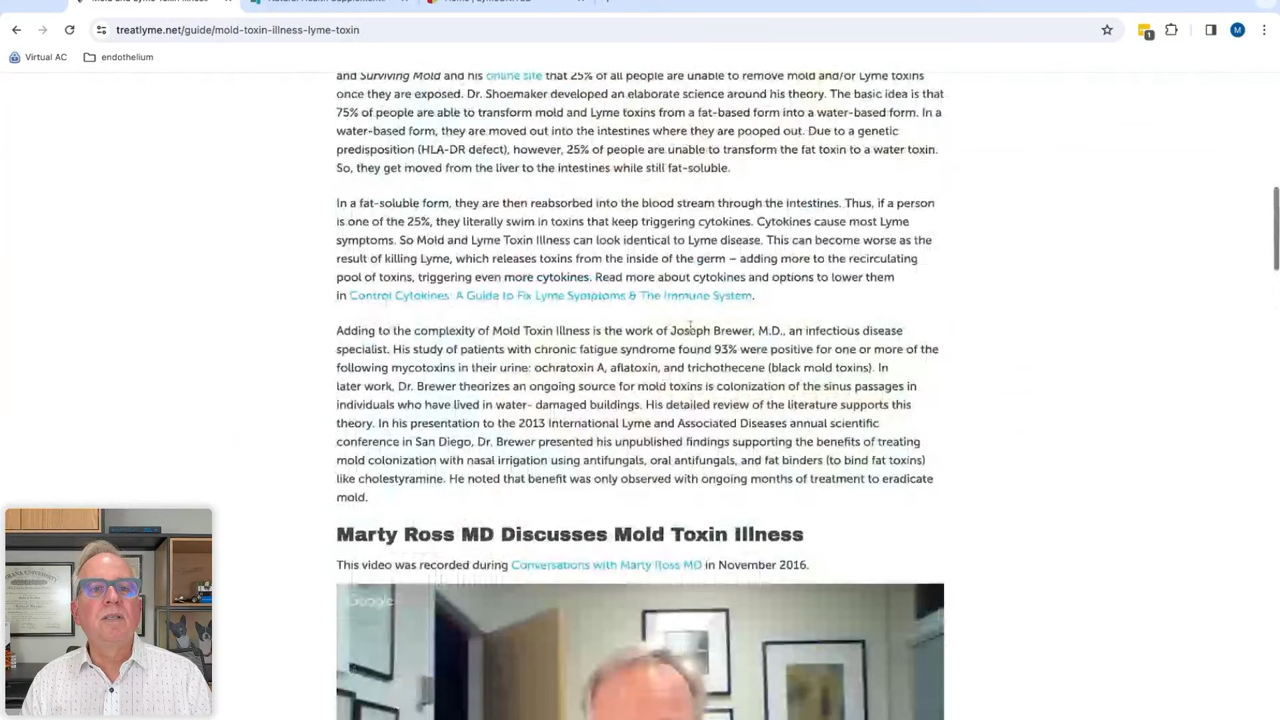 treatlyme.net/guide/mold-toxin-illness-lyme-toxin
1
M
Virtual AC
endothelium
and Surviving Mold and his online site that 25% of all people are unable to remove mold and/or Lyme toxins
once they are exposed. Dr. Shoemaker developed an elaborate science around his theory. The basic idea is that
75% of people are able to transform mold and Lyme toxins from a fat-based form into a water-based form. In a
water-based form, they are moved out into the intestines where they are pooped out. Due to a genetic
predisposition (HLA-DR defect), however, 25% of people are unable to transform the fat toxin to a water toxin.
So, they get moved from the liver to the intestines while still fat-soluble.
In a fat-soluble form, they are then reabsorbed into the blood stream through the intestines. Thus, if a person
is one of the 25%, they literally swim in toxins that keep triggering cytokines. Cytokines cause most Lyme
symptoms. So Mold and Lyme Toxin Illness can look identical to Lyme disease. This can become worse as the
result of killing Lyme, which releases toxins from the inside of the germ – adding more to the recirculating
pool of toxins, triggering even more cytokines. Read more about cytokines and options to lower them
in Control Cytokines: A Guide to Fix Lyme Symptoms & The Immune System.
Adding to the complexity of Mold Toxin Illness is the work of Joseph Brewer, M.D., an infectious disease
specialist. His study of patients with chronic fatigue syndrome found 93% were positive for one or more of the
following mycotoxins in their urine: ochratoxin A, aflatoxin, and trichothecene (black mold toxins). In
later work, Dr. Brewer theorizes an ongoing source for mold toxins is colonization of the sinus passages in
individuals who have lived in water- damaged buildings. His detailed review of the literature supports this
theory. In his presentation to the 2013 International Lyme and Associated Diseases annual scientific
conference in San Diego, Dr. Brewer presented his unpublished findings supporting the benefits of treating
mold colonization with nasal irrigation using antifungals, oral antifungals, and fat binders (to bind fat toxins)
like cholestyramine. He noted that benefit was only observed with ongoing months of treatment to eradicate
mold.
Marty Ross MD Discusses Mold Toxin Illness
This video was recorded during Conversations with Marty Ross MD in November 2016.
Google